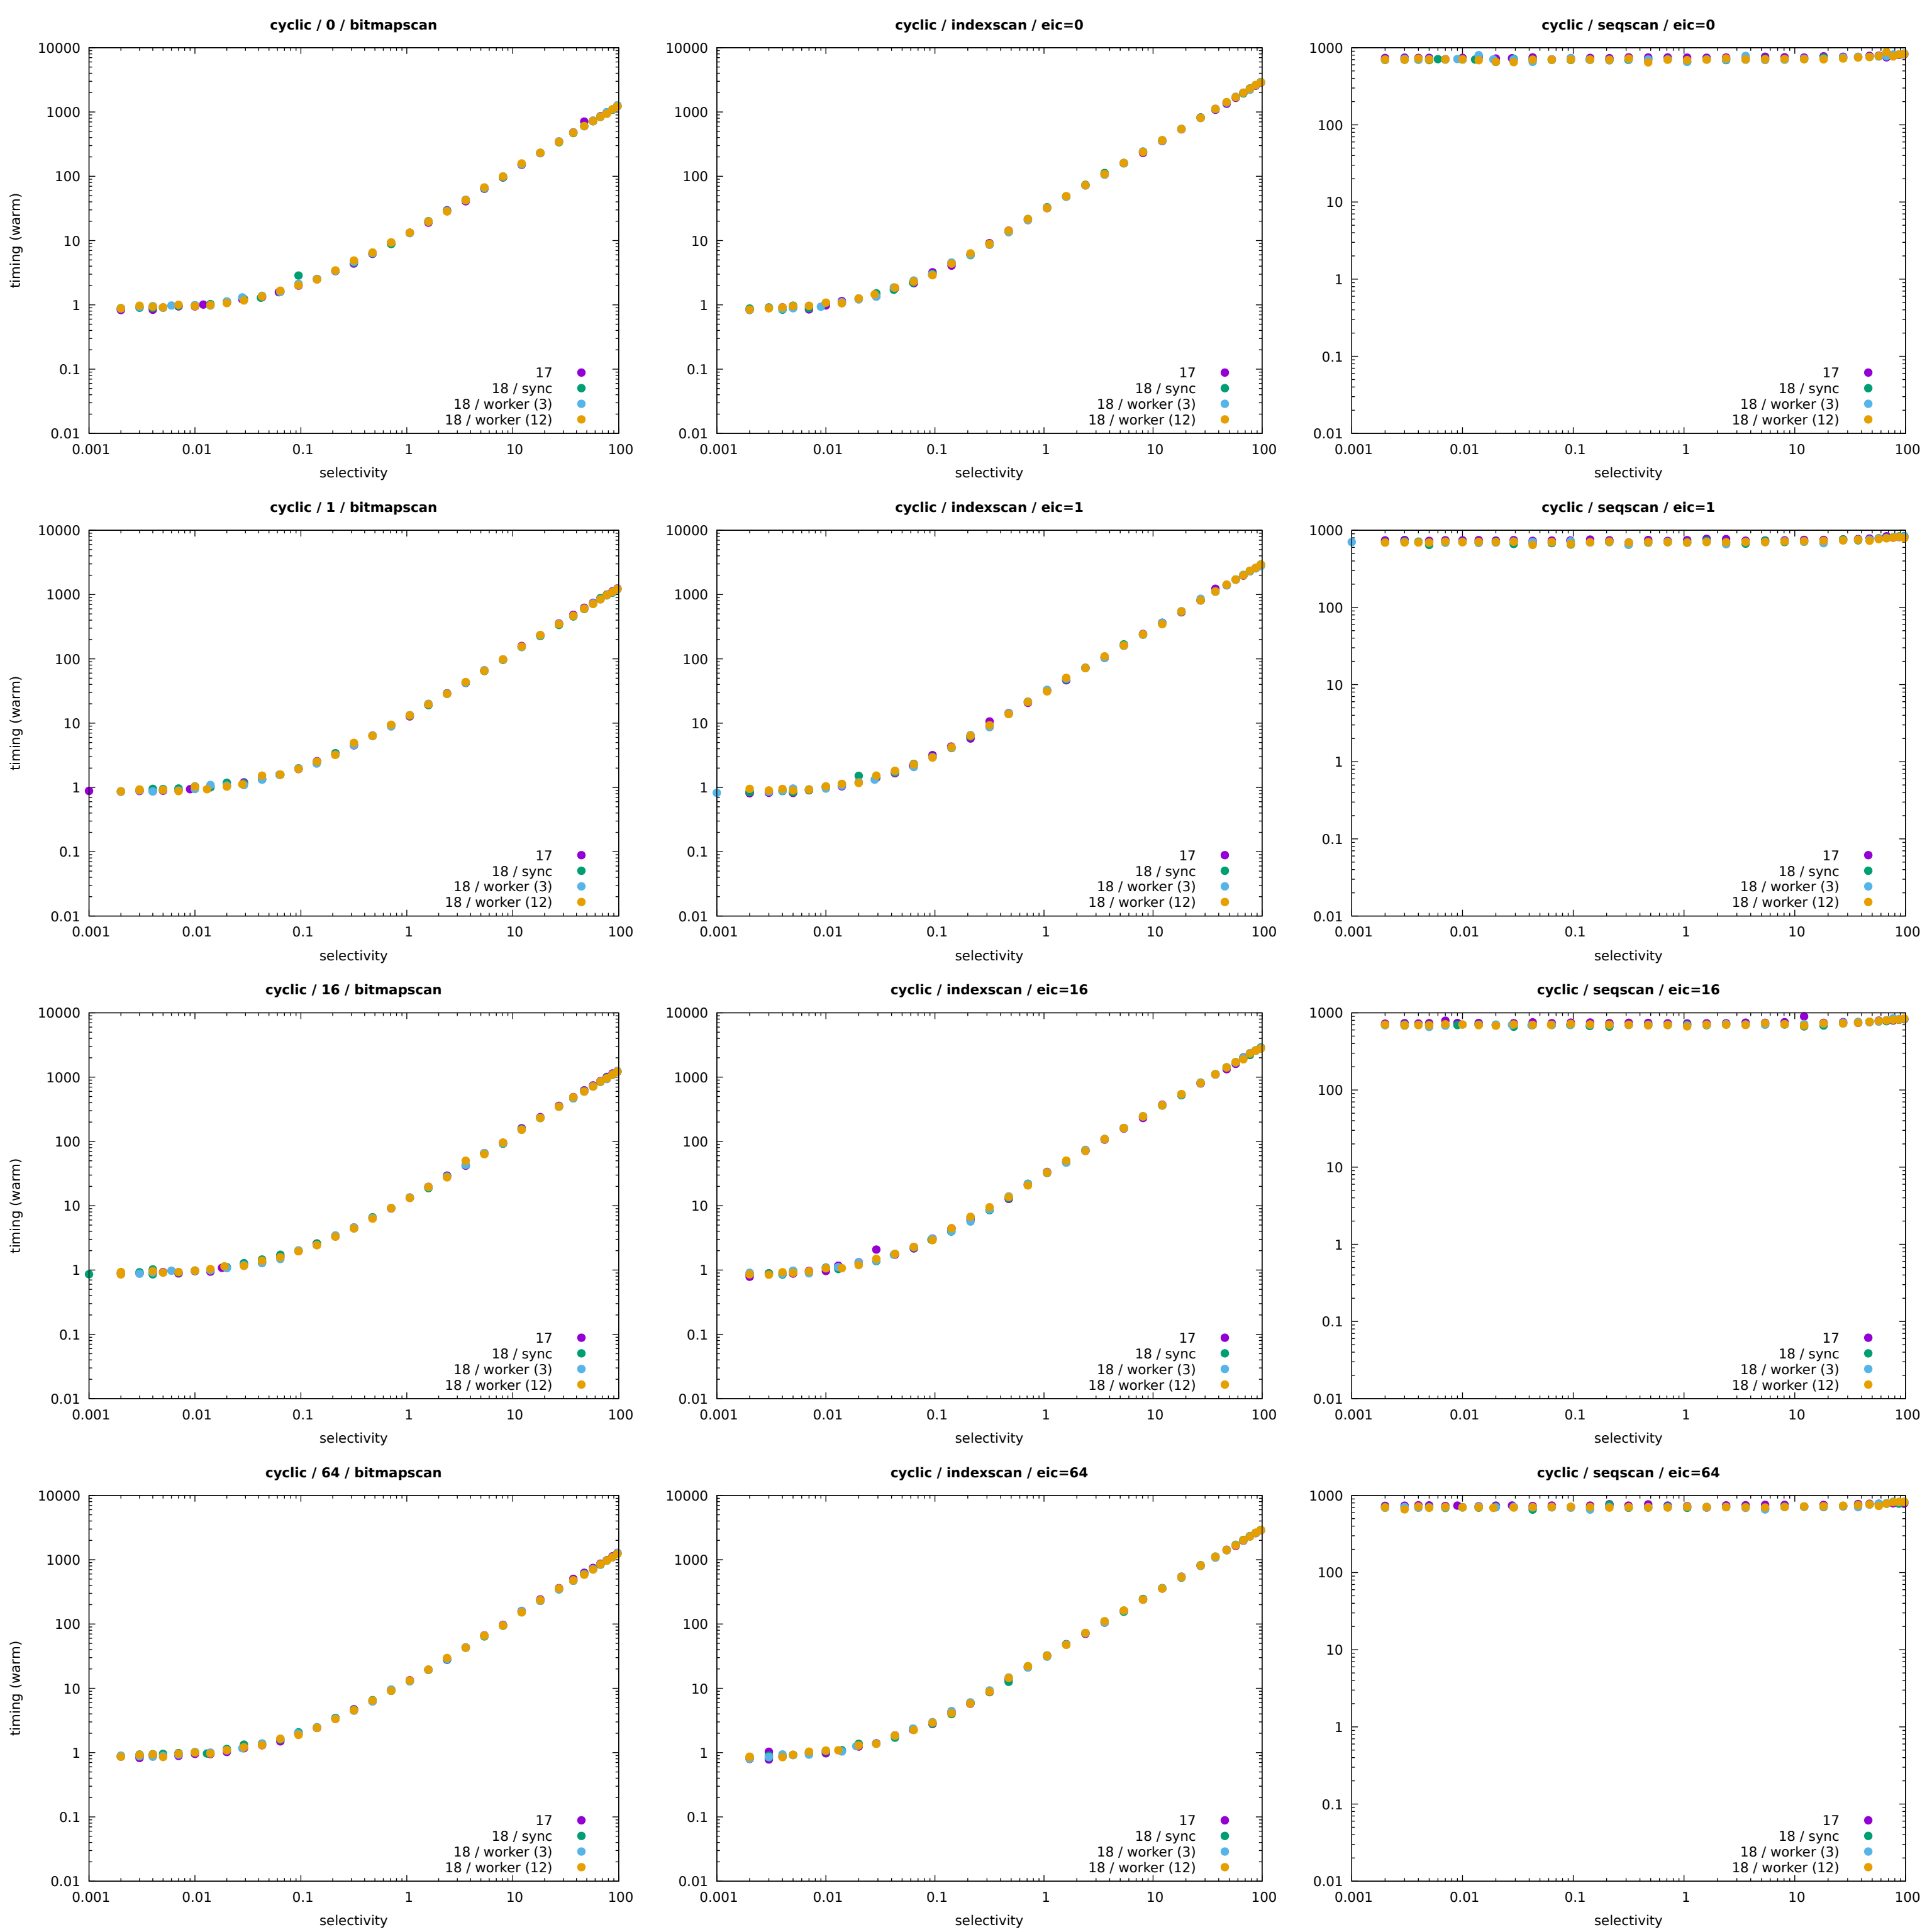 cyclic / 0 / bitmapscan
timing (warm)
10000
1000
100
10
1
0.1
0.01
17
18 / sync
18 / worker (3)
18 / worker (12)
0.001 0.01 0.1 1 10 100
selectivity
cyclic / indexscan / eic=0
10000
1000
100
10
1
0.1
0.01
17
18 / sync
18 / worker (3)
18 / worker (12)
0.001 0.01 0.1 1 10 100
selectivity
cyclic / seqscan / eic=0
1000
100
10
1
0.1
0.01
17
18 / sync
18 / worker (3)
18 / worker (12)
0.001 0.01 0.1 1 10 100
selectivity
cyclic / 1 / bitmapscan
timing (warm)
10000
1000
100
10
1
0.1
0.01
17
18 / sync
18 / worker (3)
18 / worker (12)
0.001 0.01 0.1 1 10 100
selectivity
cyclic / indexscan / eic=1
10000
1000
100
10
1
0.1
0.01
17
18 / sync
18 / worker (3)
18 / worker (12)
0.001 0.01 0.1 1 10 100
selectivity
cyclic / seqscan / eic=1
1000
100
10
1
0.1
0.01
17
18 / sync
18 / worker (3)
18 / worker (12)
0.001 0.01 0.1 1 10 100
selectivity
cyclic / 16 / bitmapscan
timing (warm)
10000
1000
100
10
1
0.1
0.01
17
18 / sync
18 / worker (3)
18 / worker (12)
0.001 0.01 0.1 1 10 100
selectivity
cyclic / indexscan / eic=16
10000
1000
100
10
1
0.1
0.01
17
18 / sync
18 / worker (3)
18 / worker (12)
0.001 0.01 0.1 1 10 100
selectivity
cyclic / seqscan / eic=16
1000
100
10
1
0.1
0.01
17
18 / sync
18 / worker (3)
18 / worker (12)
0.001 0.01 0.1 1 10 100
selectivity
cyclic / 64 / bitmapscan
timing (warm)
10000
1000
100
10
1
0.1
0.01
17
18 / sync
18 / worker (3)
18 / worker (12)
0.001 0.01 0.1 1 10 100
selectivity
cyclic / indexscan / eic=64
10000
1000
100
10
1
0.1
0.01
17
18 / sync
18 / worker (3)
18 / worker (12)
0.001 0.01 0.1 1 10 100
selectivity
cyclic / seqscan / eic=64
1000
100
10
1
0.1
0.01
17
18 / sync
18 / worker (3)
18 / worker (12)
0.001 0.01 0.1 1 10 100
selectivity